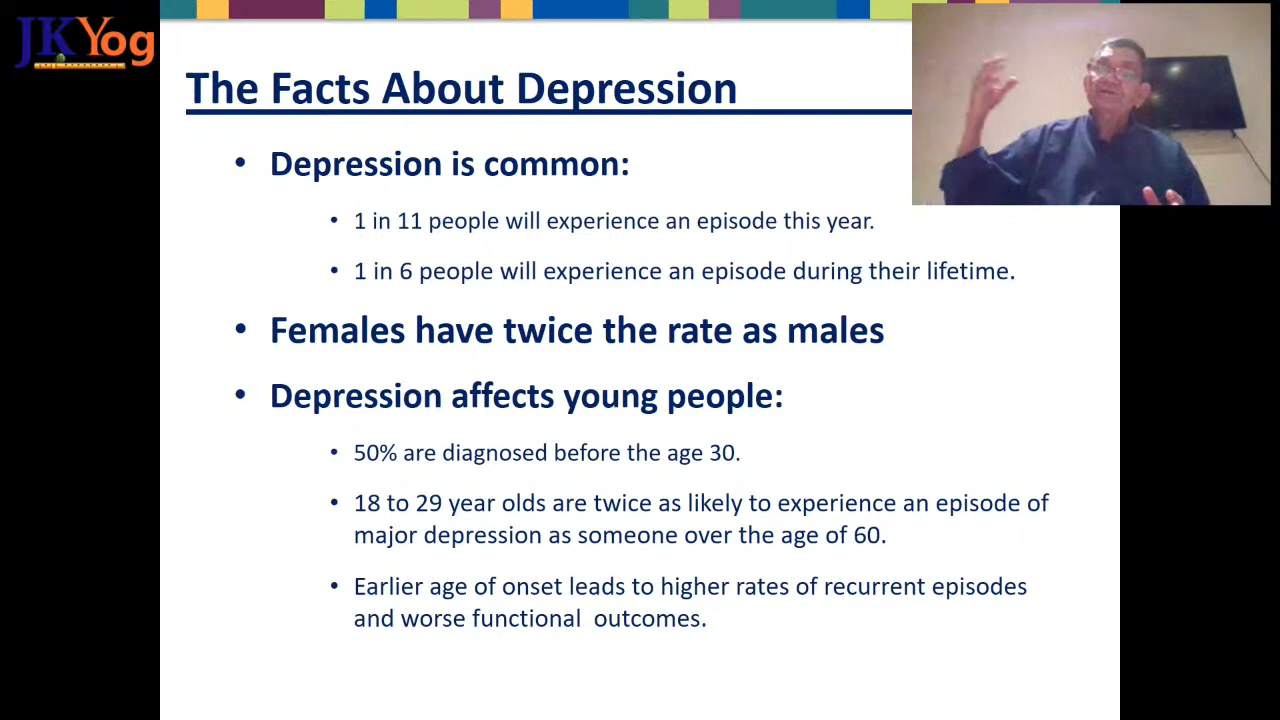 JKYog
The Facts About Depression
• Depression is common:
• 1 in 11 people will experience an episode this year.
• 1 in 6 people will experience an episode during their lifetime.
• Females have twice the rate as males
• Depression affects young people:
• 50% are diagnosed before the age 30.
• 18 to 29 year olds are twice as likely to experience an episode of
major depression as someone over the age of 60.
• Earlier age of onset leads to higher rates of recurrent episodes
and worse functional  outcomes.